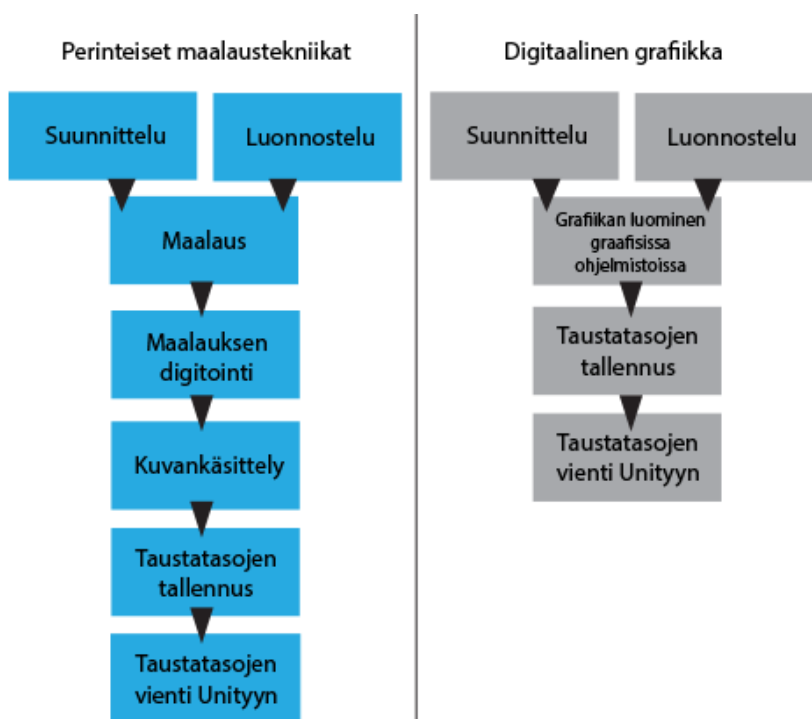 Perinteiset maalaustekniikat
Suunnittelu
Luonnostelu
Maalaus
Maalauksen
digitointi
Kuvankäsittely
Taustatasojen
tallennus
Taustatasojen
vienti Unityyn
Digitaalinen grafiikka
Suunnittelu
Luonnostelu
Grafiikan luominen
graafisissa
ohjelmistoissa
Taustatasojen
tallennus
Taustatasojen
vienti Unityyn